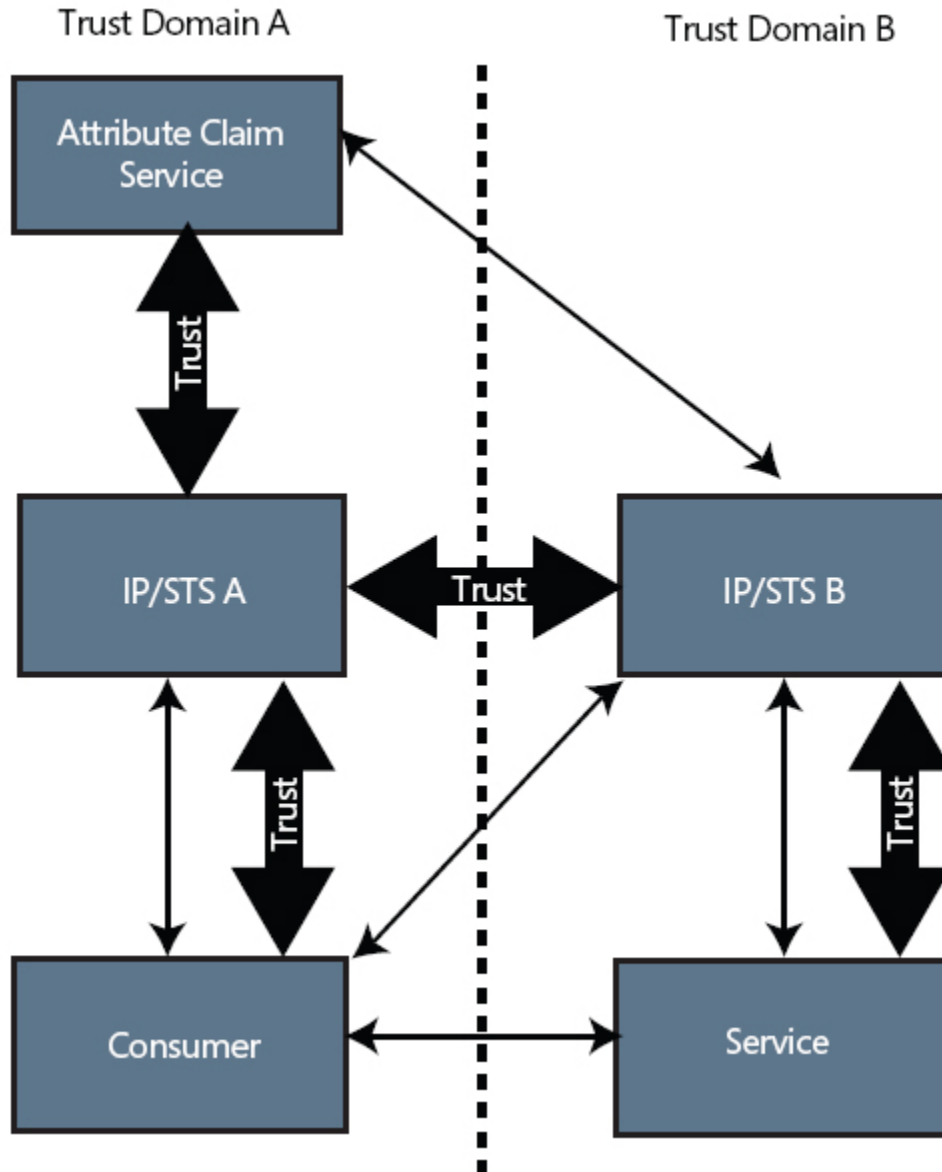 Trust Domain A
Trust Domain B
Attribute Claim
Service
Trust
IP/STS A
Trust
IP/STS B
Trust
Trust
Consumer
Service